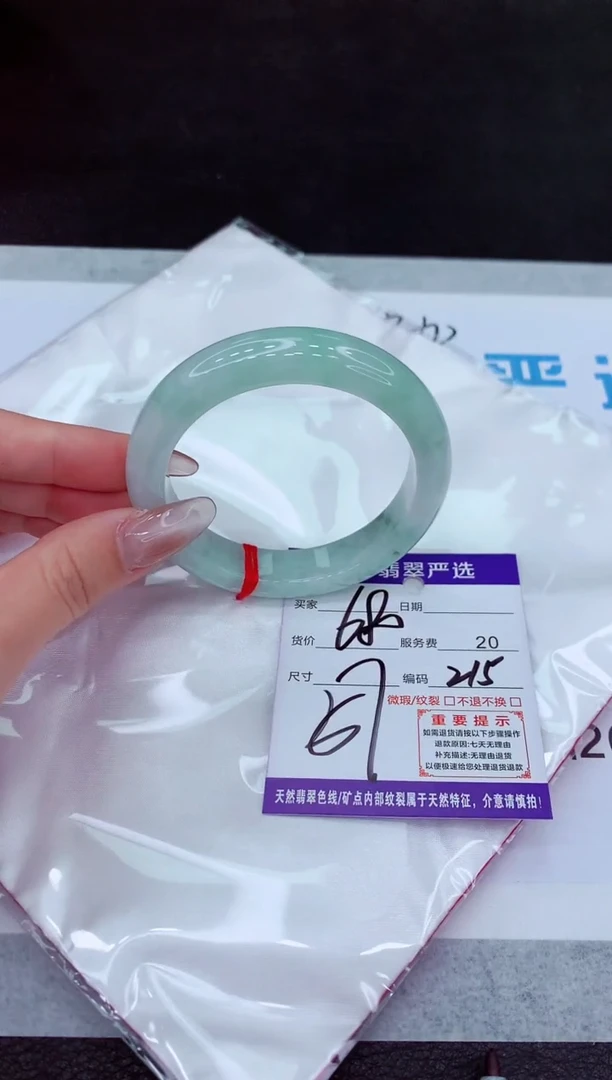 亚
翡翠严选
买家 680 日期
货价 服务费 20
尺寸 编码 215
57
微瑕/纹裂□不退不换□
重要提示
如需退货请按以下步骤操作
退款原因:七天无理由
补充描述:无理由退货
以便极速给您处理退货退款
天然翡翠色线/矿点内部纹裂属于天然特征,介意请慎拍!